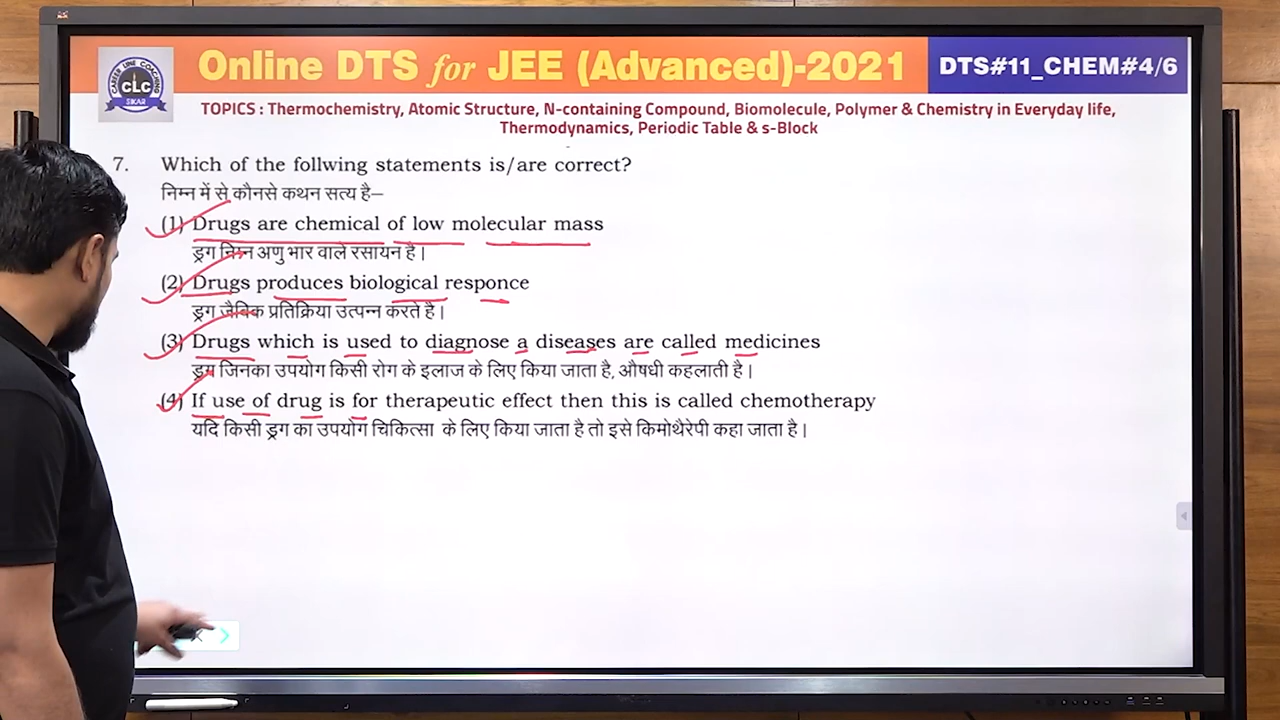 Online DTS for JEE (Advanced)-2021
DTS#11_CHEM#4/6
CAREER LINE COACHING
CLC
SIKAR
TOPICS : Thermochemistry, Atomic Structure, N-containing Compound, Biomolecule, Polymer & Chemistry in Everyday life,
Thermodynamics, Periodic Table & s-Block
7. Which of the follwing statements is/are correct?
निम्न में से कौनसे कथन सत्य है–
(1) Drugs are chemical of low molecular mass
ड्रग निम्न अणु भार वाले रसायन है।
(2) Drugs produces biological responce
ड्रग जैविक प्रतिक्रिया उत्पन्न करते है।
(3) Drugs which is used to diagnose a diseases are called medicines
ड्रग जिनका उपयोग किसी रोग के इलाज के लिए किया जाता है, औषधी कहलाती है।
(4) If use of drug is for therapeutic effect then this is called chemotherapy
यदि किसी ड्रग का उपयोग चिकित्सा के लिए किया जाता है तो इसे किमोथैरेपी कहा जाता है।